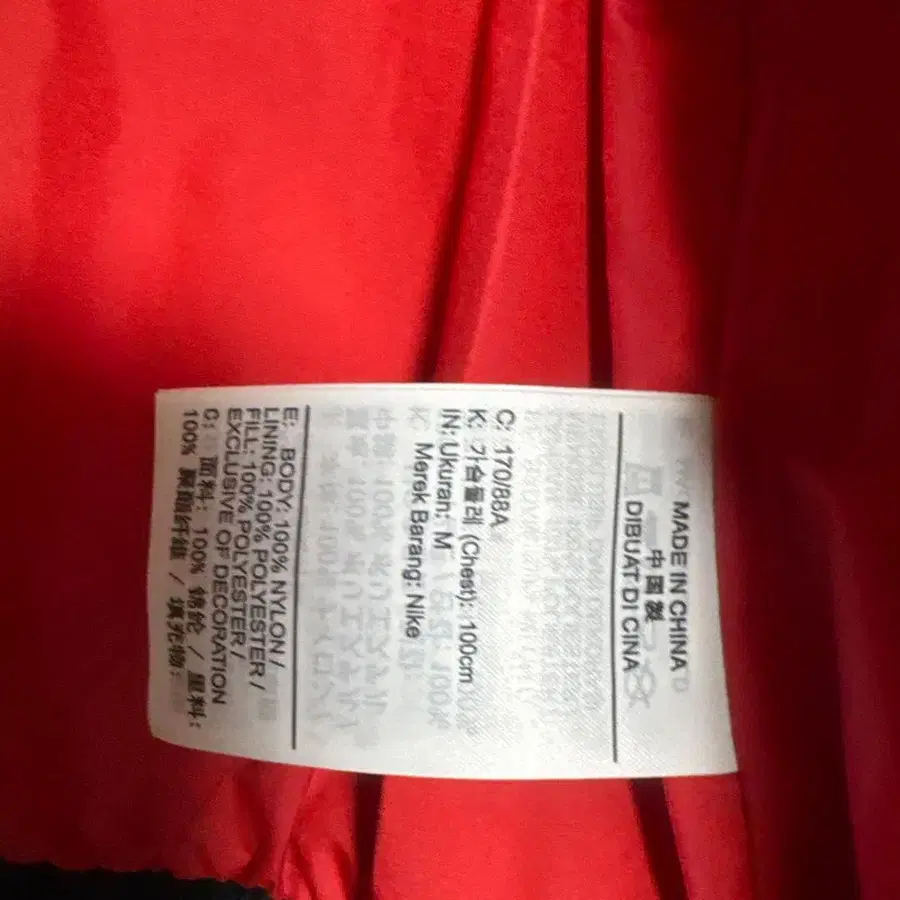 MADE IN CHINA
中国製
DIBUAT DI CINA
C: 170/88A
K: 가슴둘레 (Chest): 100cm
IN: Ukuran: M
Merek Barang: Nike
E: BODY: 100% NYLON /
LINING: 100% POLYESTER /
FILL: 100% POLYESTER /
EXCLUSIVE OF DECORATION
C: 面料: 100% 锦纶 / 里料:
100% 聚酯纤维 / 填充物: